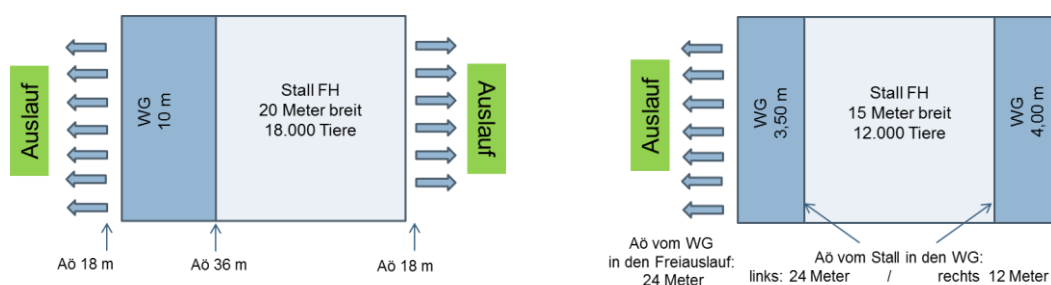 Auslauf
WG
10 m
Stall FH
20 Meter breit
18.000 Tiere
Auslauf
Aö 18 m
Aö 36 m
Aö 18 m
Auslauf
WG
3,50 m
Stall FH
15 Meter breit
12.000 Tiere
WG
4,00 m
Aö vom WG
in den Freiauslauf:
24 Meter
Aö vom Stall in den WG:
links: 24 Meter / rechts 12 Meter